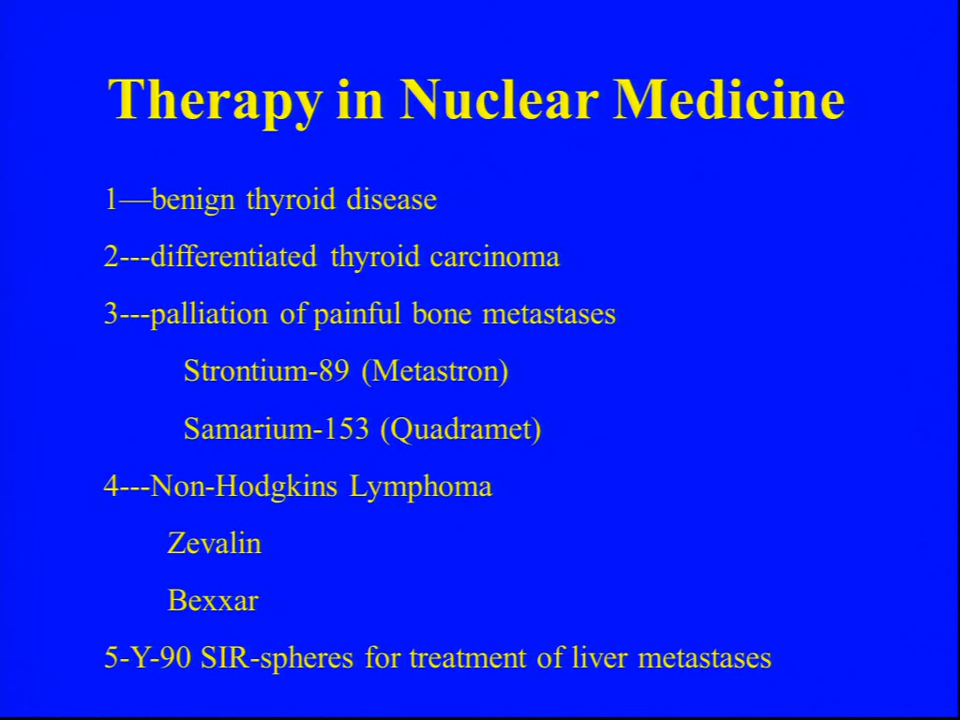 Therapy in Nuclear Medicine
1—benign thyroid disease
2---differentiated thyroid carcinoma
3---palliation of painful bone metastases
Strontium-89 (Metastron)
Samarium-153 (Quadramet)
4---Non-Hodgkins Lymphoma
Zevalin
Bexxar
5-Y-90 SIR-spheres for treatment of liver metastases